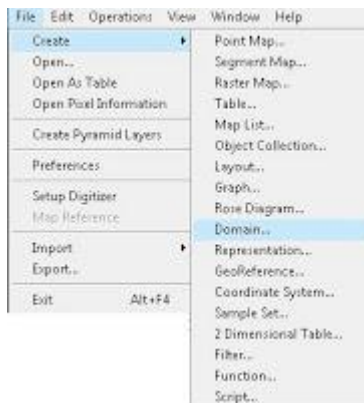 File Edit Operations View Window Help
Create
Open...
Open As Table
Open Pixel Information
Create Pyramid Layers
Preferences
Setup Digitizer
Map Reference
Import
Export...
Exit Alt+F4
Point Map...
Segment Map...
Raster Map...
Table...
Map List...
Object Collection...
Layout...
Graph...
Rose Diagram...
Domain...
Representation...
GeoReference...
Coordinate System...
Sample Set...
2 Dimensional Table...
Filter...
Function...
Script...